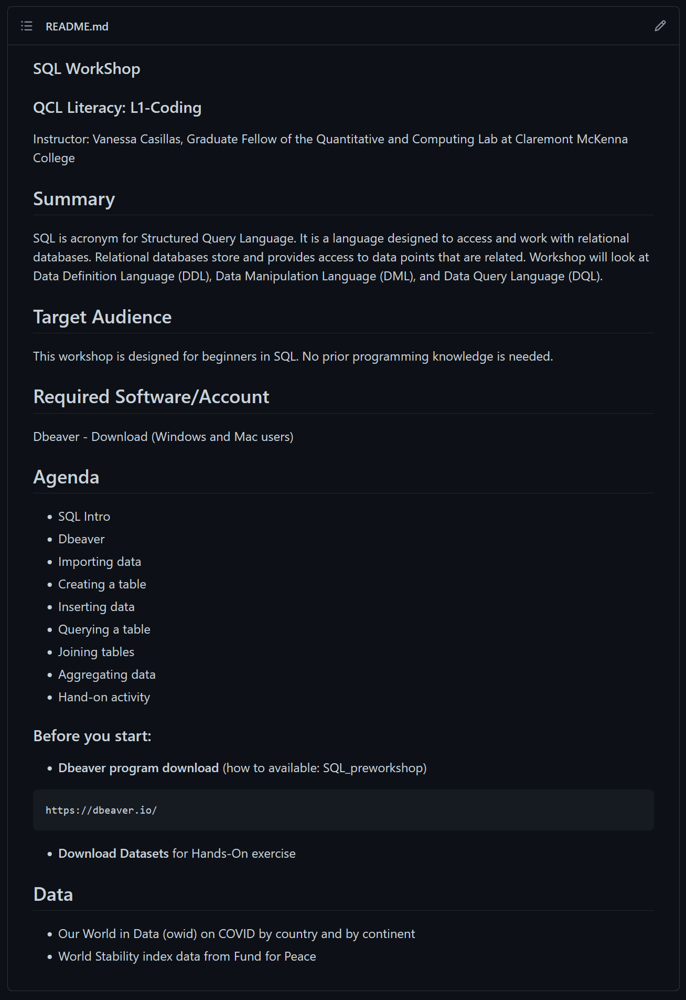 README.md
SQL WorkShop
QCL Literacy: L1-Coding
Instructor: Vanessa Casillas, Graduate Fellow of the Quantitative and Computing Lab at Claremont McKenna
College
Summary
SQL is acronym for Structured Query Language. It is a language designed to access and work with relational
databases. Relational databases store and provides access to data points that are related. Workshop will look at
Data Definition Language (DDL), Data Manipulation Language (DML), and Data Query Language (DQL).
Target Audience
This workshop is designed for beginners in SQL. No prior programming knowledge is needed.
Required Software/Account
Dbeaver - Download (Windows and Mac users)
Agenda
• SQL Intro
• Dbeaver
• Importing data
• Creating a table
• Inserting data
• Querying a table
• Joining tables
• Aggregating data
• Hand-on activity
Before you start:
• Dbeaver program download (how to available: SQL_preworkshop)
https://dbeaver.io/
• Download Datasets for Hands-On exercise
Data
• Our World in Data (owid) on COVID by country and by continent
• World Stability index data from Fund for Peace